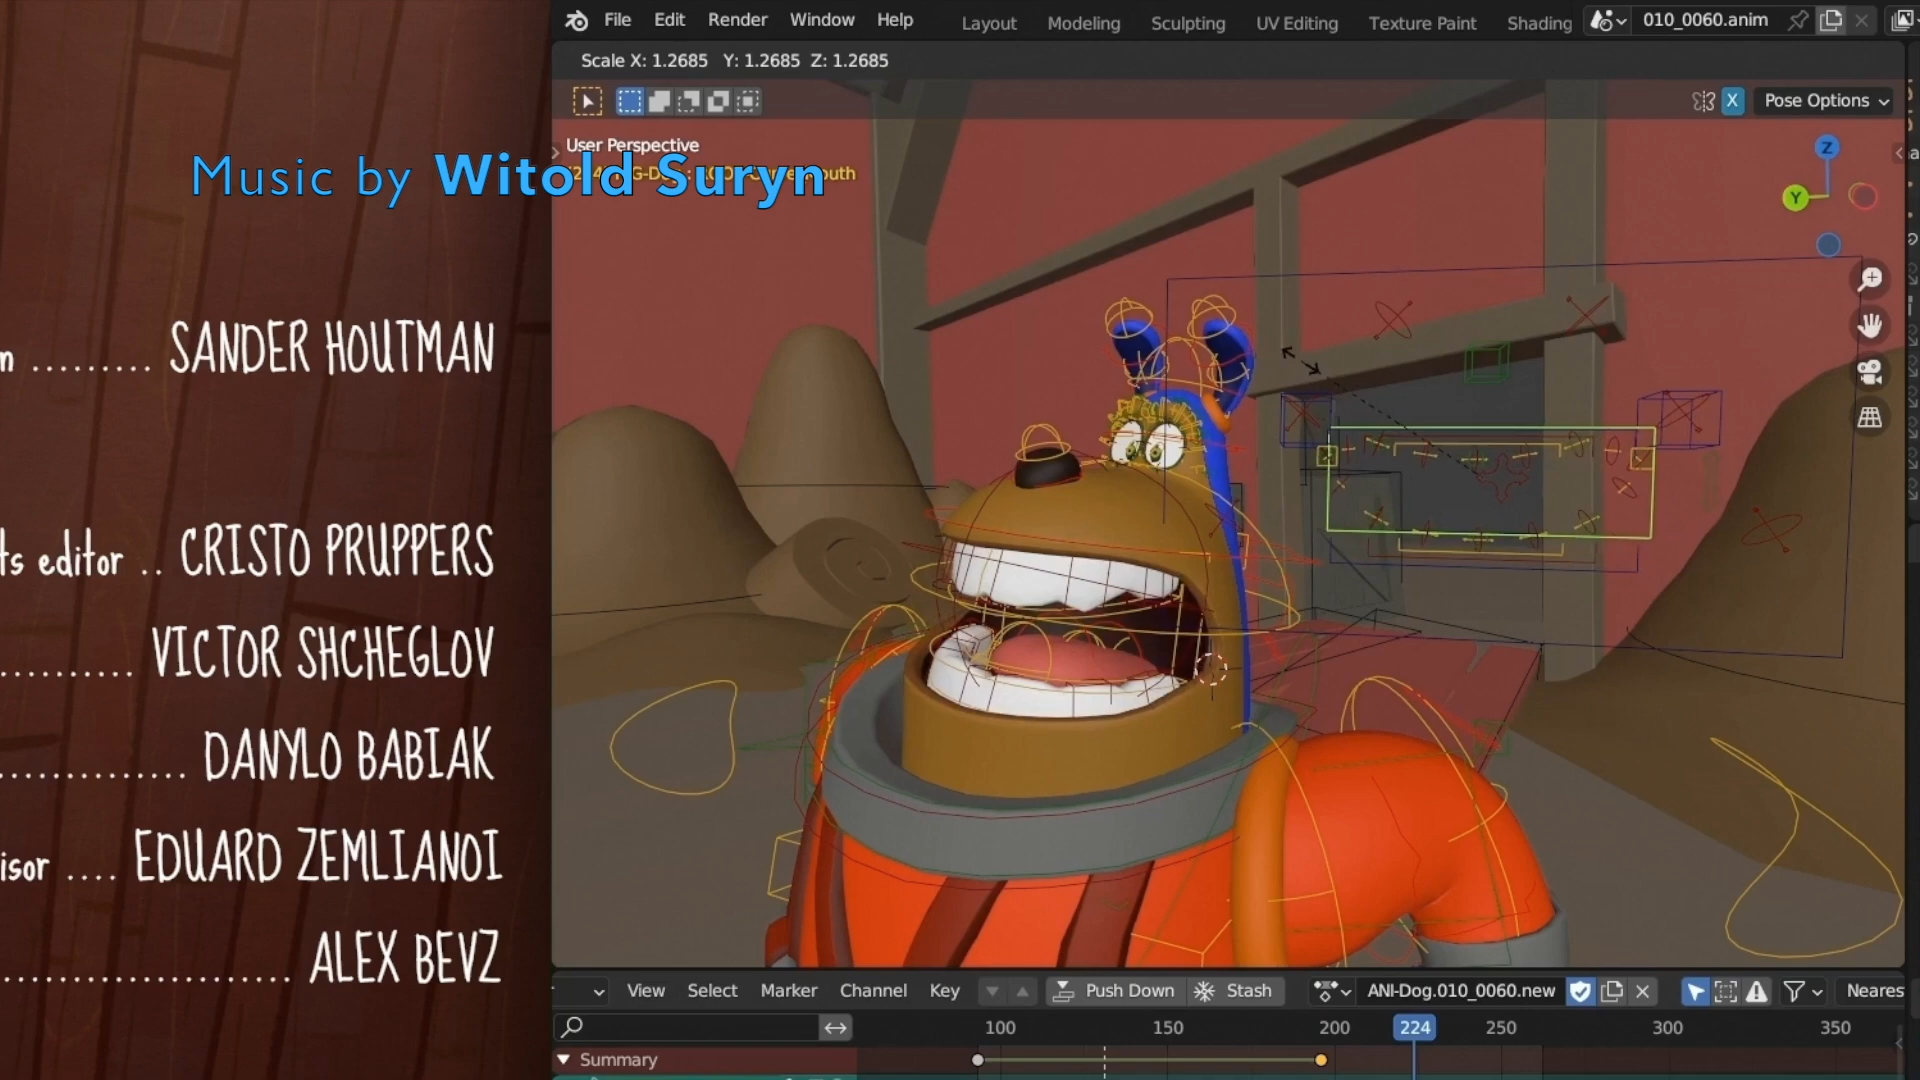 File Edit Render Window Help Layout Modeling Sculpting UV Editing Texture Paint Shading 010_0060.anim
Scale X: 1.2685 Y: 1.2685 Z: 1.2685
X Pose Options
User Perspective
Music by Witold Suryn
Z
Y
SANDER HOUTMAN
ts editor .. CRISTO PRUPPERS
VICTOR SHCHEGLOV
DANYLO BABIAK
isor .... EDUARD ZEMLIANOI
ALEX BEVZ
View Select Marker Channel Key Push Down Stash ANI-Dog.010_0060.new Neares
100 150 200 224 250 300 350
Summary